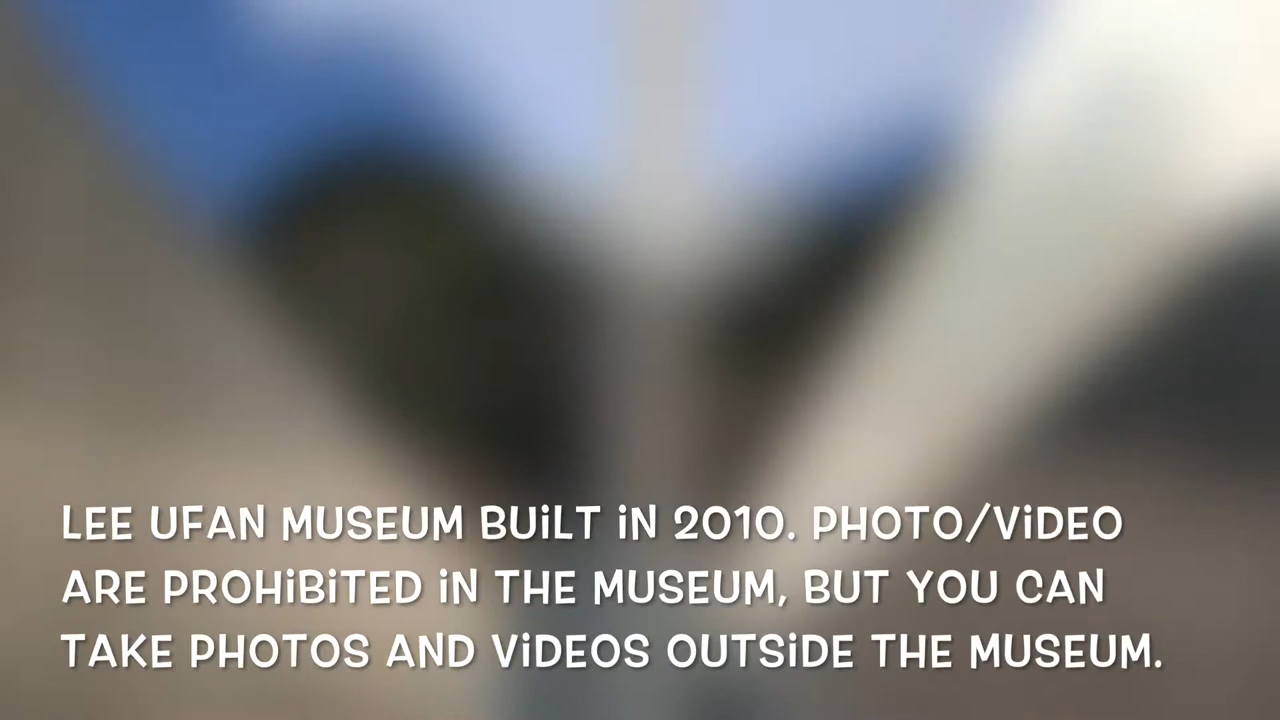 LEE UFAN MUSEUM BUiLT iN 2010. PHOTO/ViDEO
ARE PROHiBiTED iN THE MUSEUM, BUT YOU CAN
TAKE PHOTOS AND ViDEOS OUTSiDE THE MUSEUM.